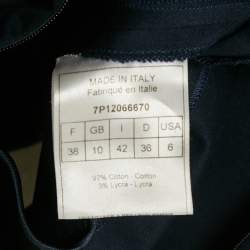 MADE IN ITALY
Fabriqué en Italie
7P12066670
F GB I D USA
38 10 42 36 6
97% Cotton - Cotton
3% Lycra - Lycra